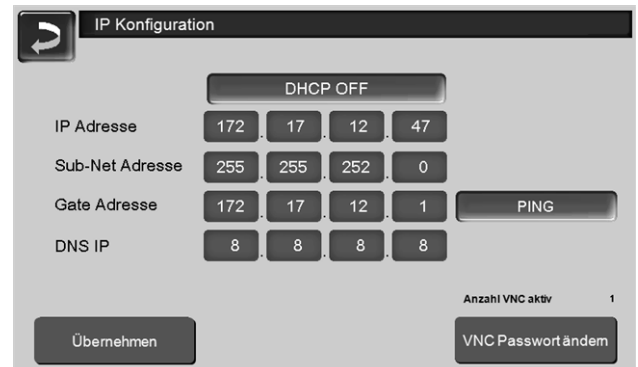 IP Konfiguration
DHCP OFF
IP Adresse 172 . 17 . 12 . 47
Sub-Net Adresse 255 . 255 . 252 . 0
Gate Adresse 172 . 17 . 12 . 1 PING
DNS IP 8 . 8 . 8 . 8
Anzahl VNC aktiv 1
Übernehmen VNC Passwort ändern